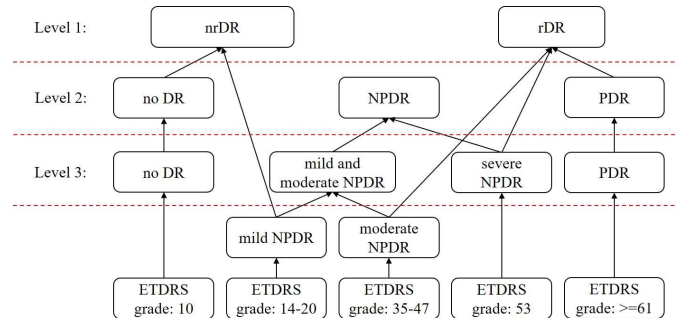 Level 1:
nrDR
rDR
Level 2:
no DR
NPDR
PDR
Level 3:
no DR
mild and
moderate NPDR
severe
NPDR
PDR
mild NPDR
moderate
NPDR
ETDRS
grade: 10
ETDRS
grade: 14-20
ETDRS
grade: 35-47
ETDRS
grade: 53
ETDRS
grade: >=61